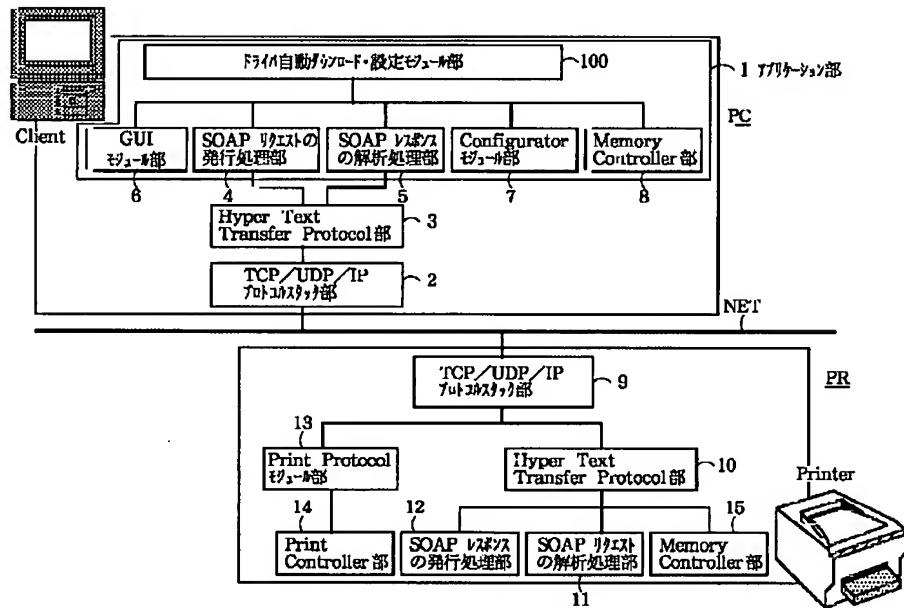 ドライバ自動ダウンロード・設定モジュール部
100
1 アプリケーション部
PC
Client
GUI
モジュール部
SOAP リクエストの
発行処理部
SOAP レスポンス
の解析処理部
Configurator
モジュール部
Memory
Controller 部
6
4
5
7
8
Hyper Text
Transfer Protocol 部
3
TCP/UDP/IP
プロトコルスタック部
2
NET
TCP/UDP/IP
プロトコルスタック部
9
PR
13
Print Protocol
モジュール部
Hyper Text
Transfer Protocol 部
10
Printer
14
12
15
Print
Controller 部
SOAP レスポンス
の発行処理部
SOAP リクエスト
の解析処理部
Memory
Controller 部
11